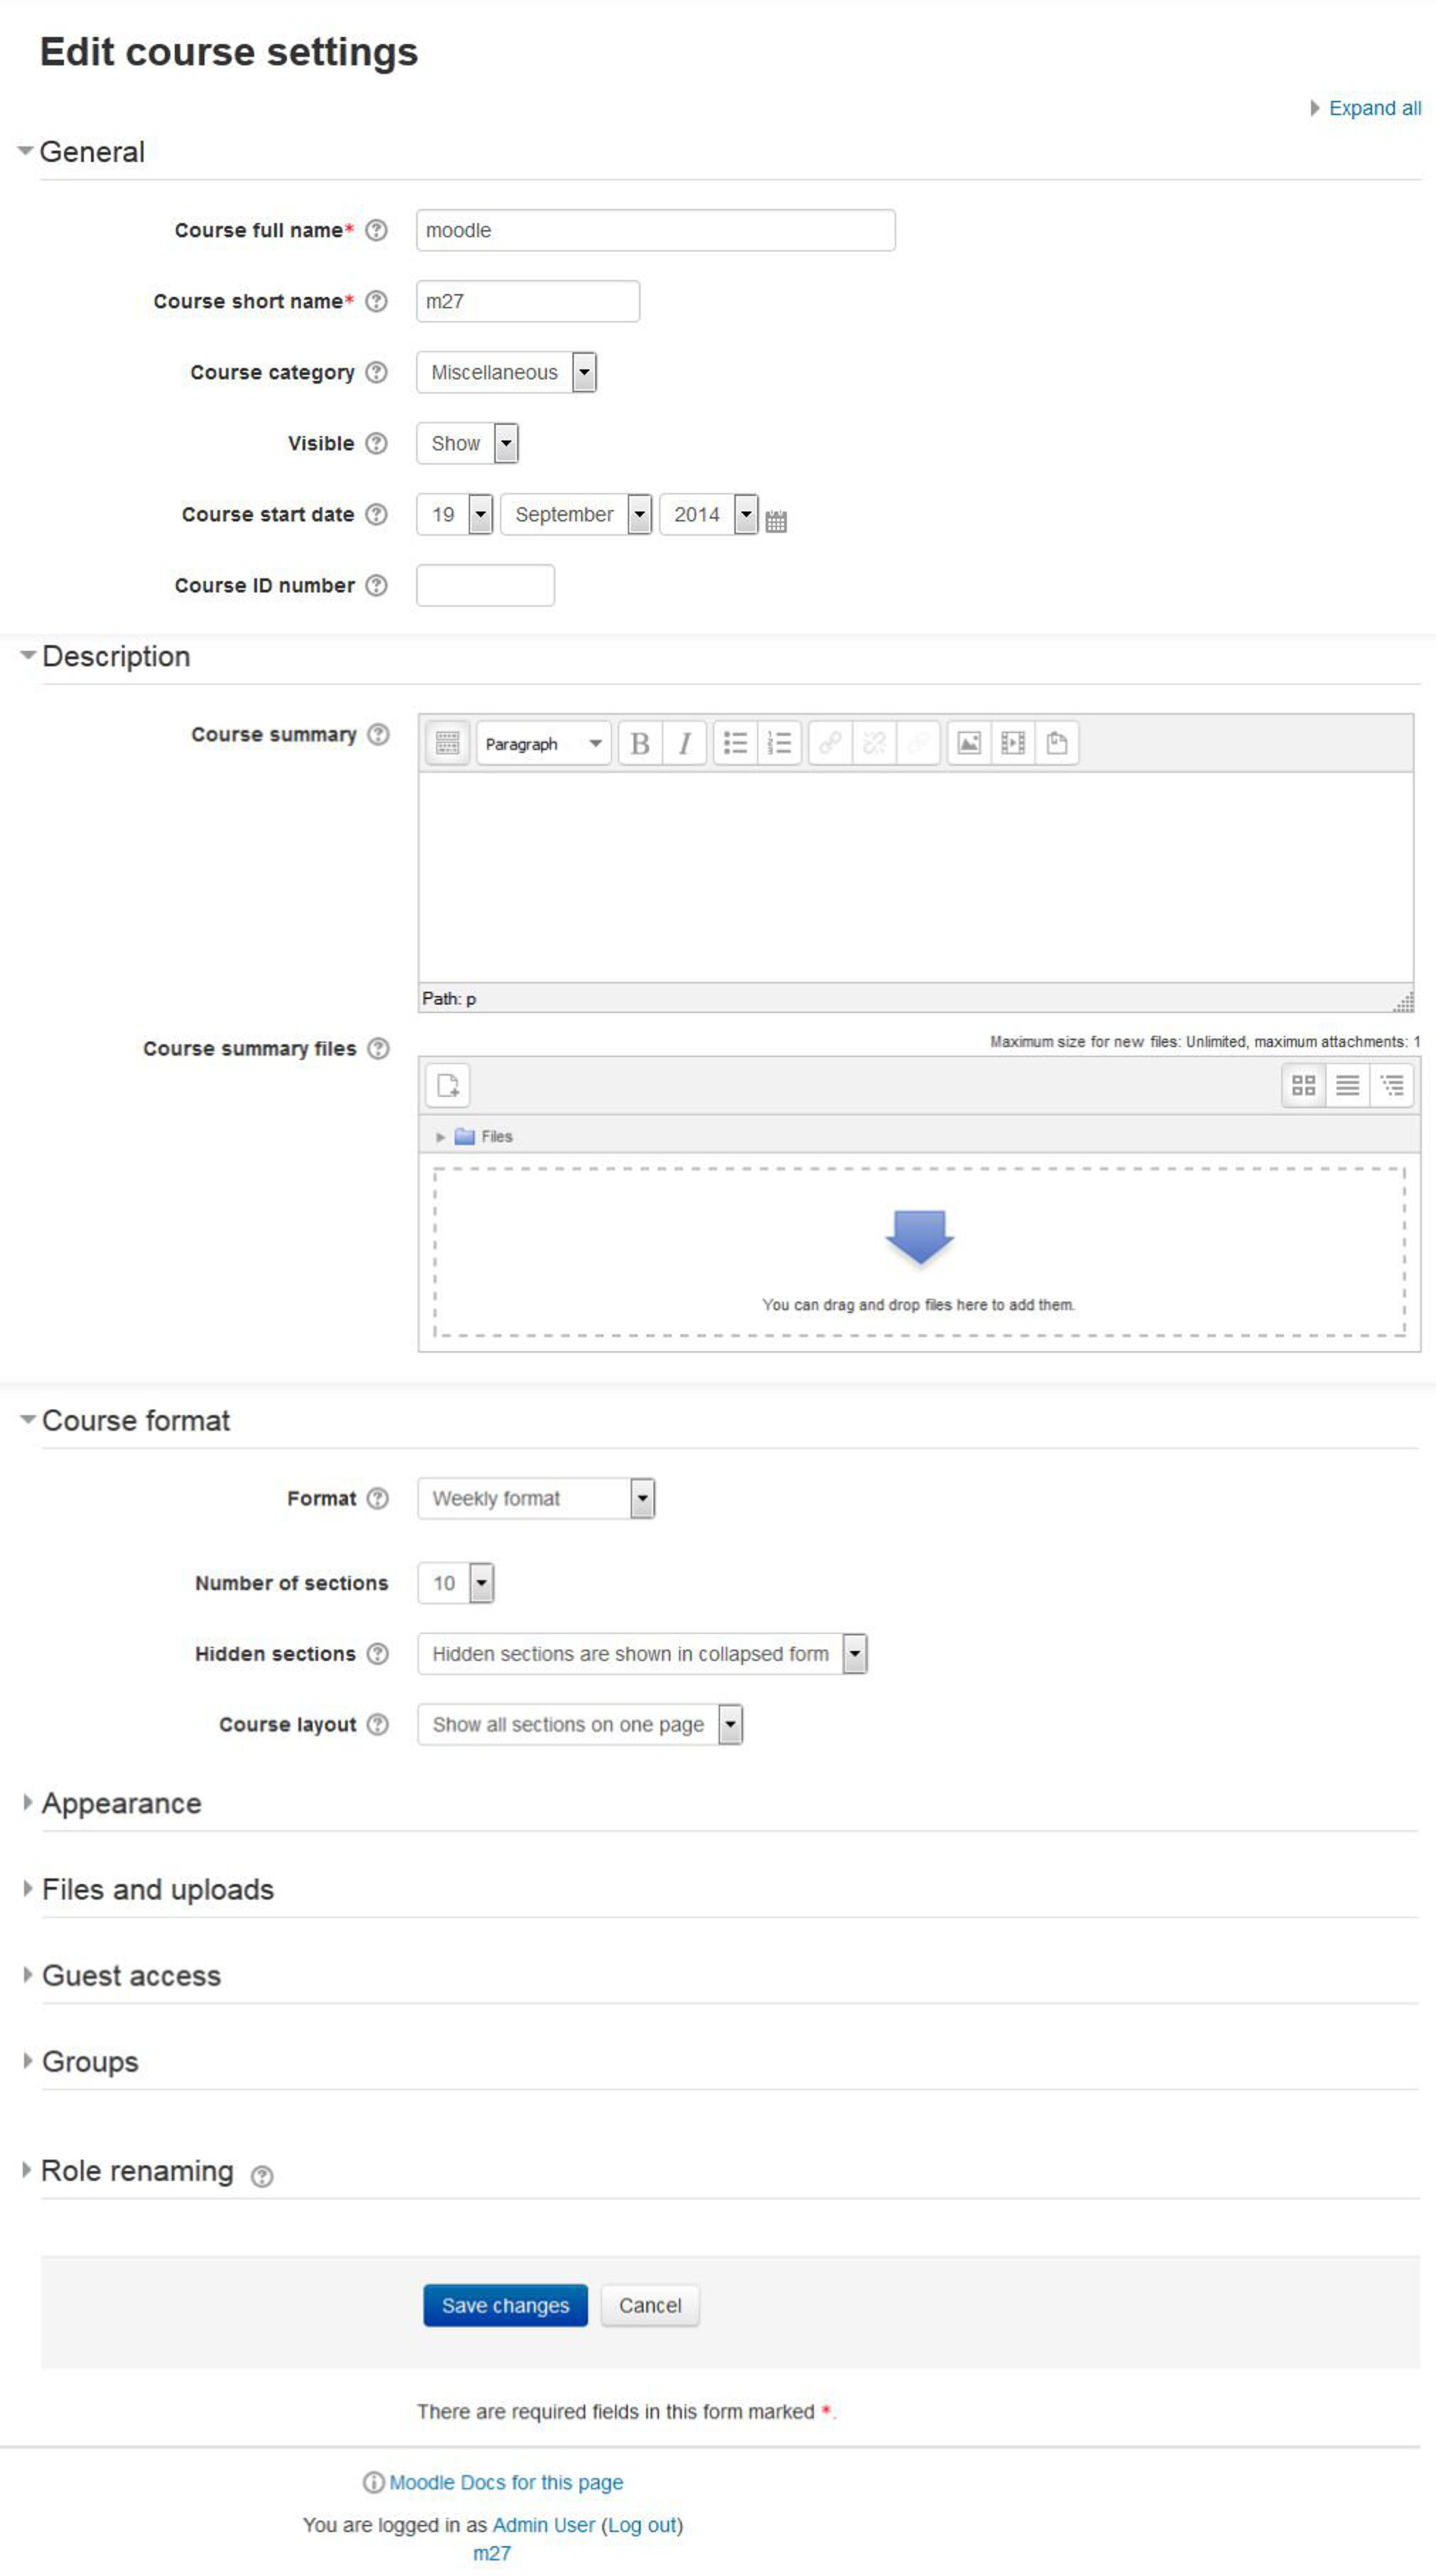 Edit course settings
Expand all
General
Course full name* moodle
Course short name* m27
Course category Miscellaneous
Visible Show
Course start date 19 September 2014
Course ID number
Description
Course summary Paragraph B I
Path: p
Course summary files Maximum size for new files: Unlimited, maximum attachments: 1
Files
You can drag and drop files here to add them.
Course format
Format Weekly format
Number of sections 10
Hidden sections Hidden sections are shown in collapsed form
Course layout Show all sections on one page
Appearance
Files and uploads
Guest access
Groups
Role renaming
Save changes Cancel
There are required fields in this form marked *.
Moodle Docs for this page
You are logged in as Admin User (Log out)
m27